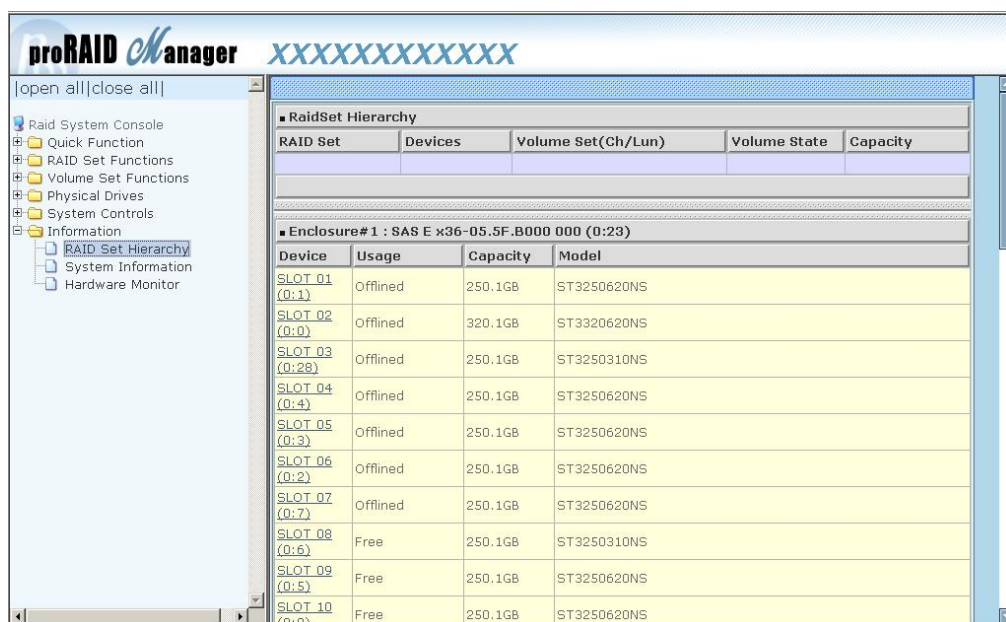 proRAID Manager XXXXXXXXXXXX
|open all|close all|
Raid System Console
Quick Function
RAID Set Functions
Volume Set Functions
Physical Drives
System Controls
Information
RAID Set Hierarchy
System Information
Hardware Monitor
RaidSet Hierarchy
RAID Set Devices Volume Set(Ch/Lun) Volume State Capacity
Enclosure#1 : SAS E x36-05.5F.B000 000 (0:23)
Device Usage Capacity Model
SLOT 01 (0:1) Offlined 250.1GB ST3250620NS
SLOT 02 (0:0) Offlined 320.1GB ST3320620NS
SLOT 03 (0:28) Offlined 250.1GB ST3250310NS
SLOT 04 (0:4) Offlined 250.1GB ST3250620NS
SLOT 05 (0:3) Offlined 250.1GB ST3250620NS
SLOT 06 (0:2) Offlined 250.1GB ST3250620NS
SLOT 07 (0:7) Offlined 250.1GB ST3250620NS
SLOT 08 (0:6) Free 250.1GB ST3250310NS
SLOT 09 (0:5) Free 250.1GB ST3250620NS
SLOT 10 Free 250.1GB ST3250620NS